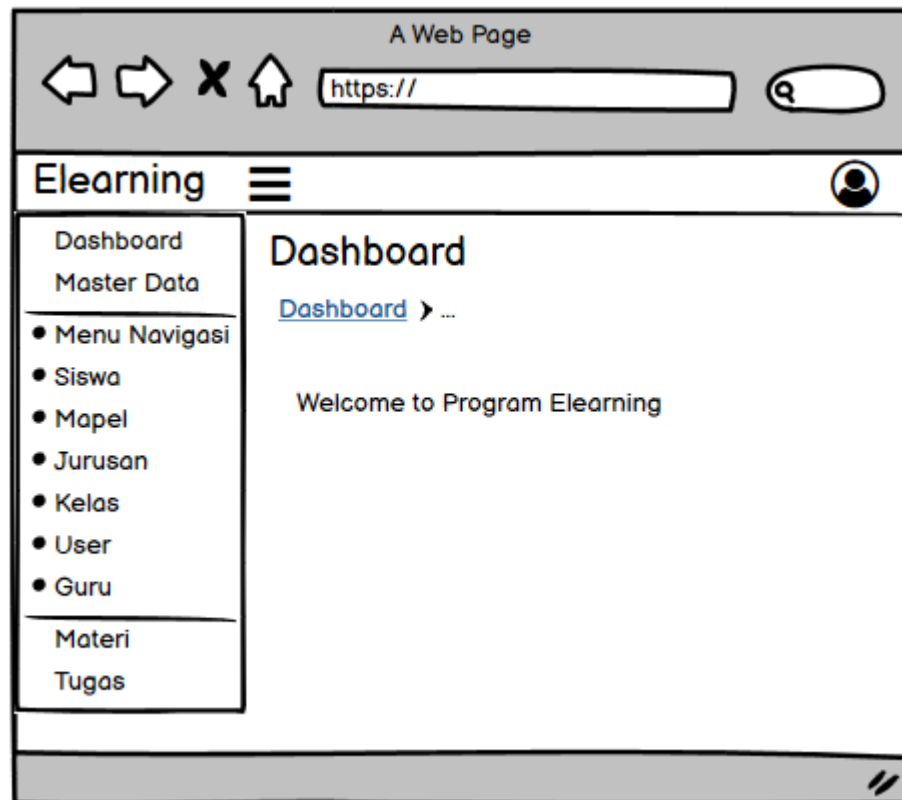 A Web Page
https://
Elearning
Dashboard
Master Data
Menu Navigasi
Siswa
Mapel
Jurusan
Kelas
User
Guru
Materi
Tugas
Dashboard
Dashboard ...
Welcome to Program Elearning